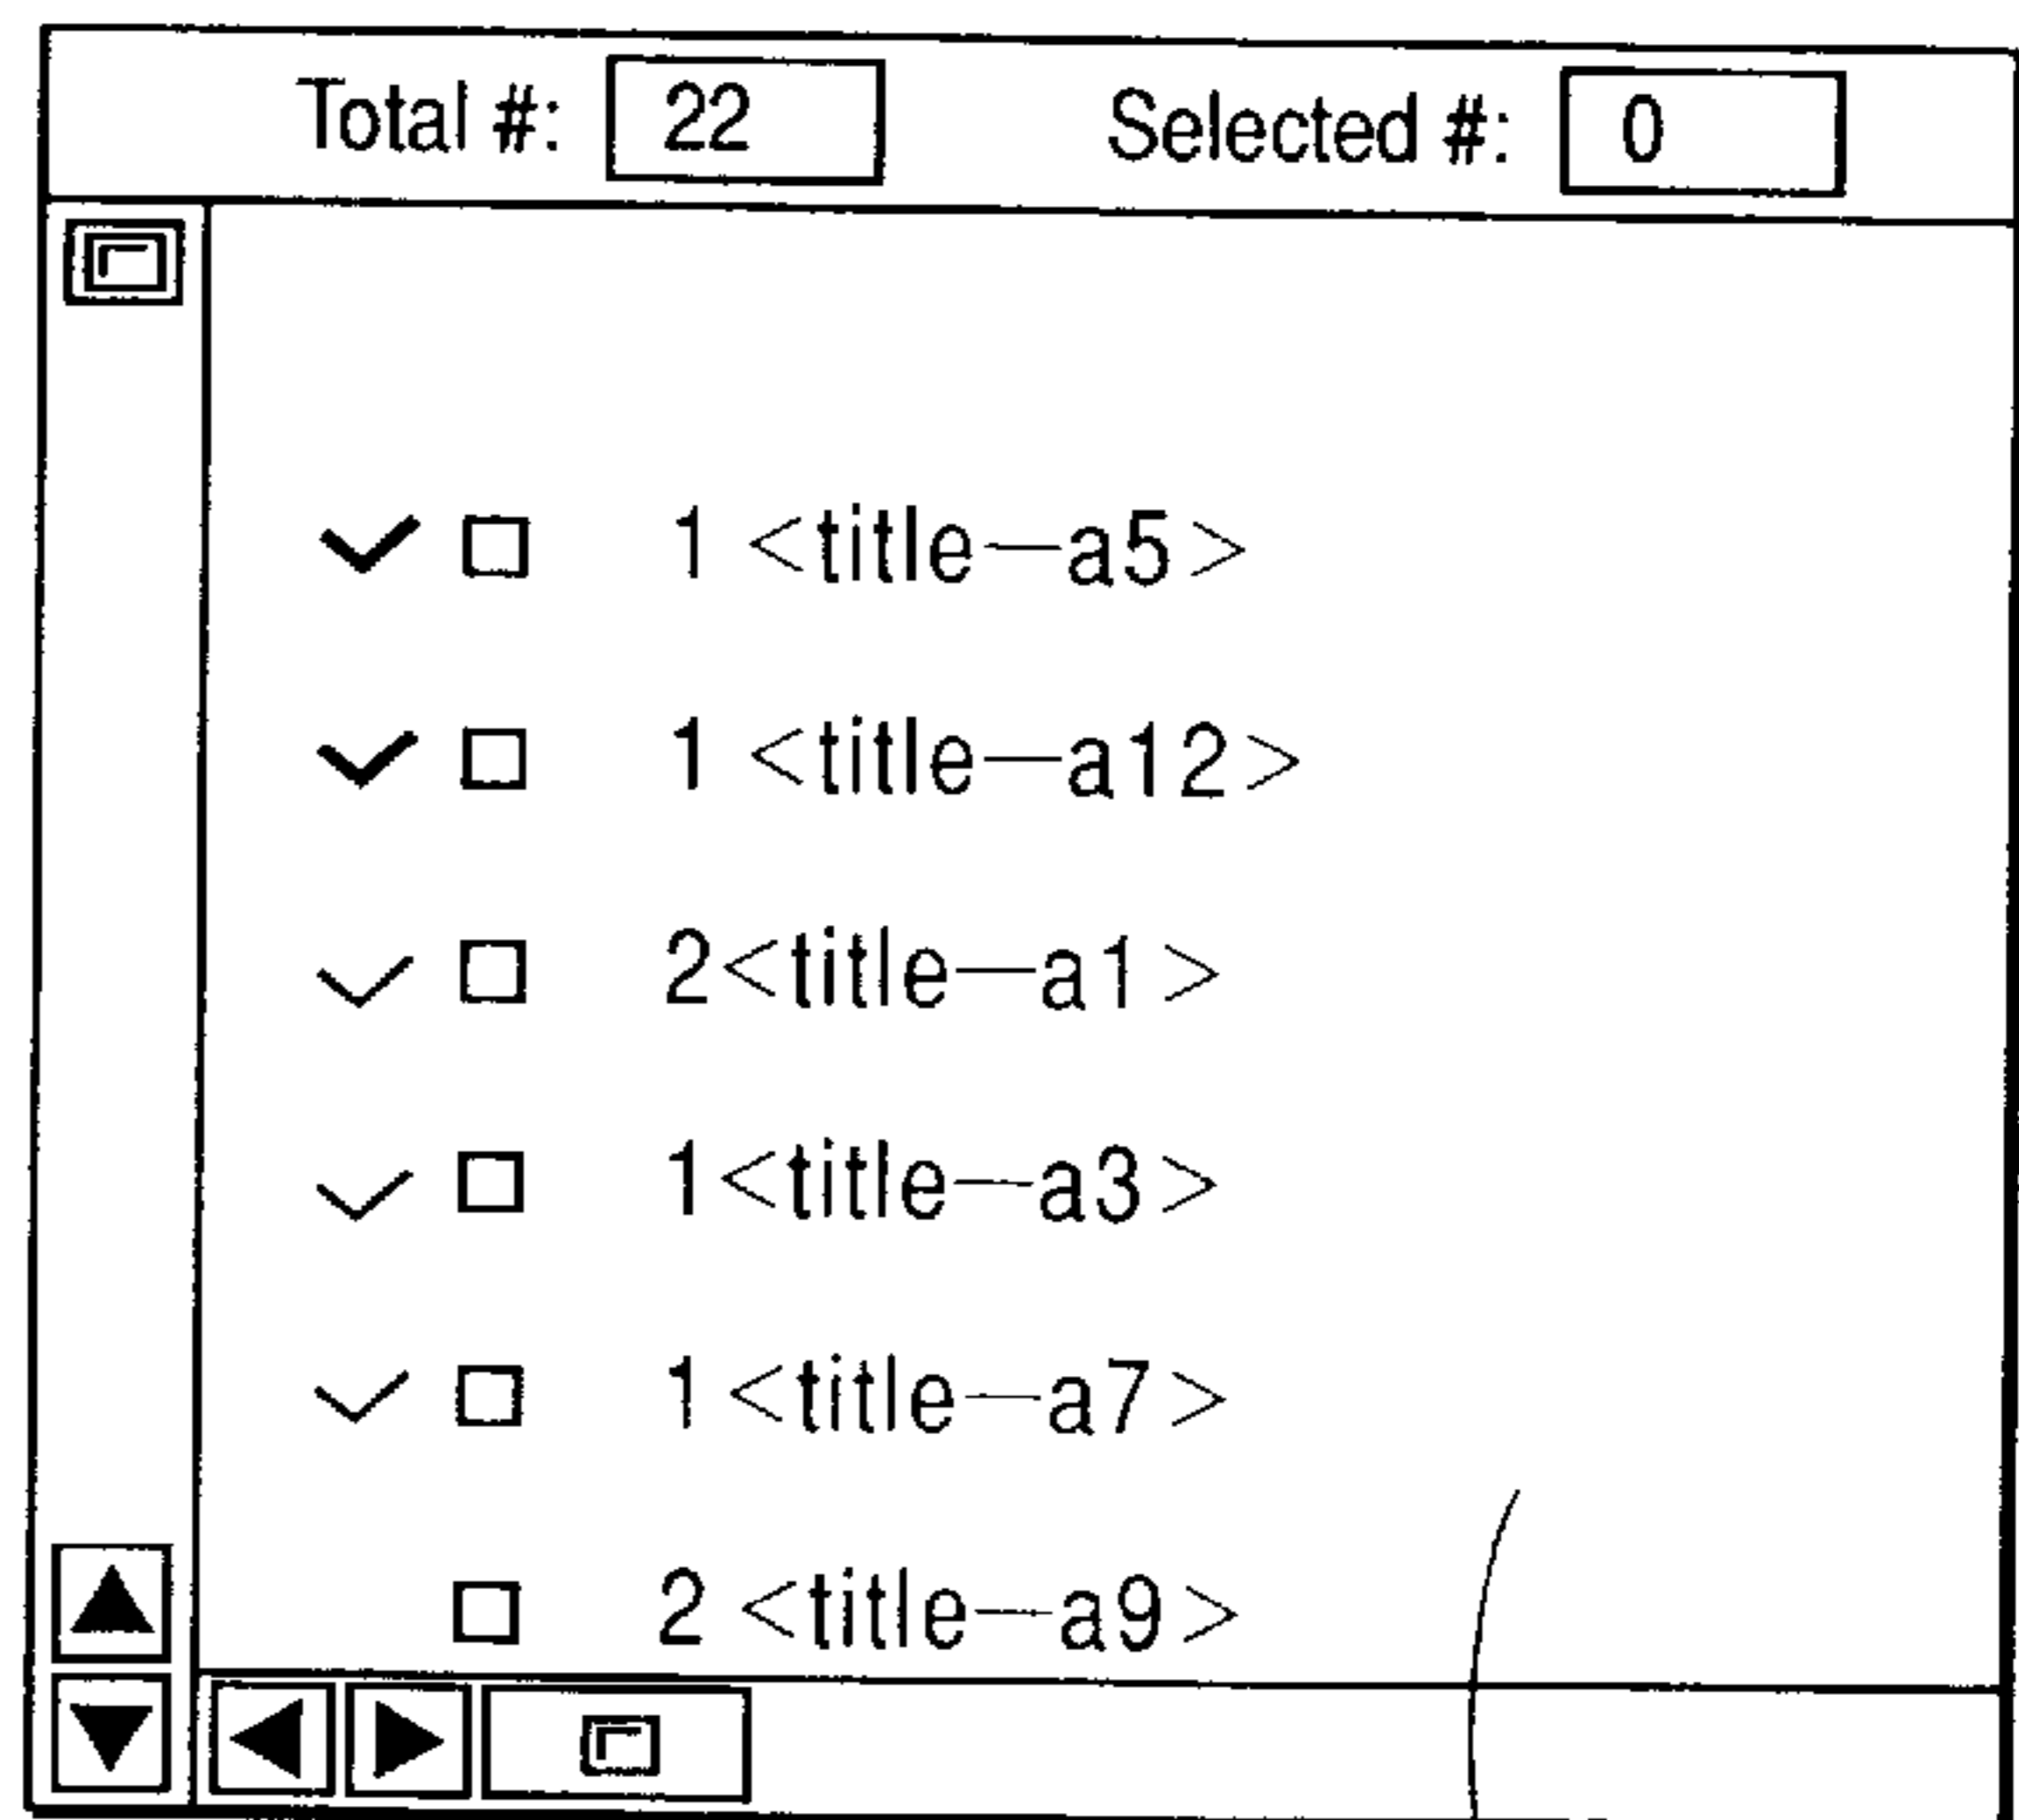 Total #: 22 Selected #: 0
1 <title—a5>
1 <title—a12>
2<title—a1>
1<title—a3>
1<title—a7>
2 <title—a9>